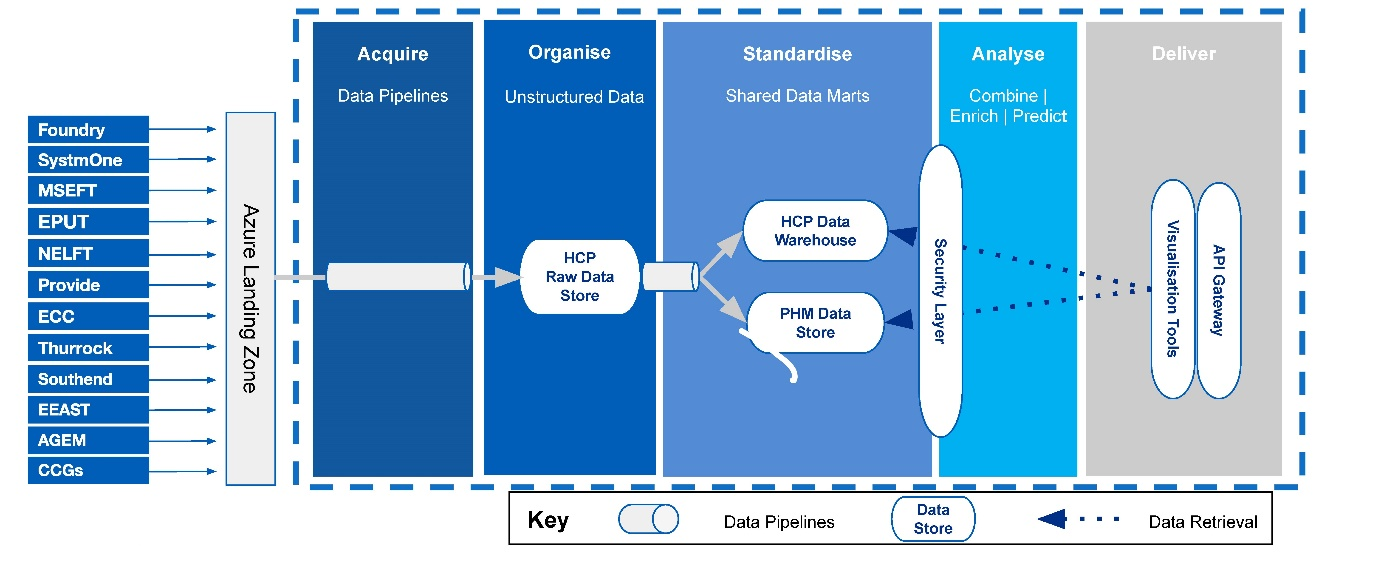 Foundry
SystmOne
MSEFT
EPUT
NELFT
Provide
ECC
Thurrock
Southend
EEAST
AGEM
CCGs
Azure Landing Zone
Acquire
Data Pipelines
Organise
Unstructured Data
HCP
Raw Data
Store
Standardise
Shared Data Marts
HCP Data
Warehouse
PHM Data
Store
Security Layer
Analyse
Combine |
Enrich | Predict
Deliver
Visualisation Tools
API Gateway
Key
Data Pipelines
Data
Store
Data Retrieval